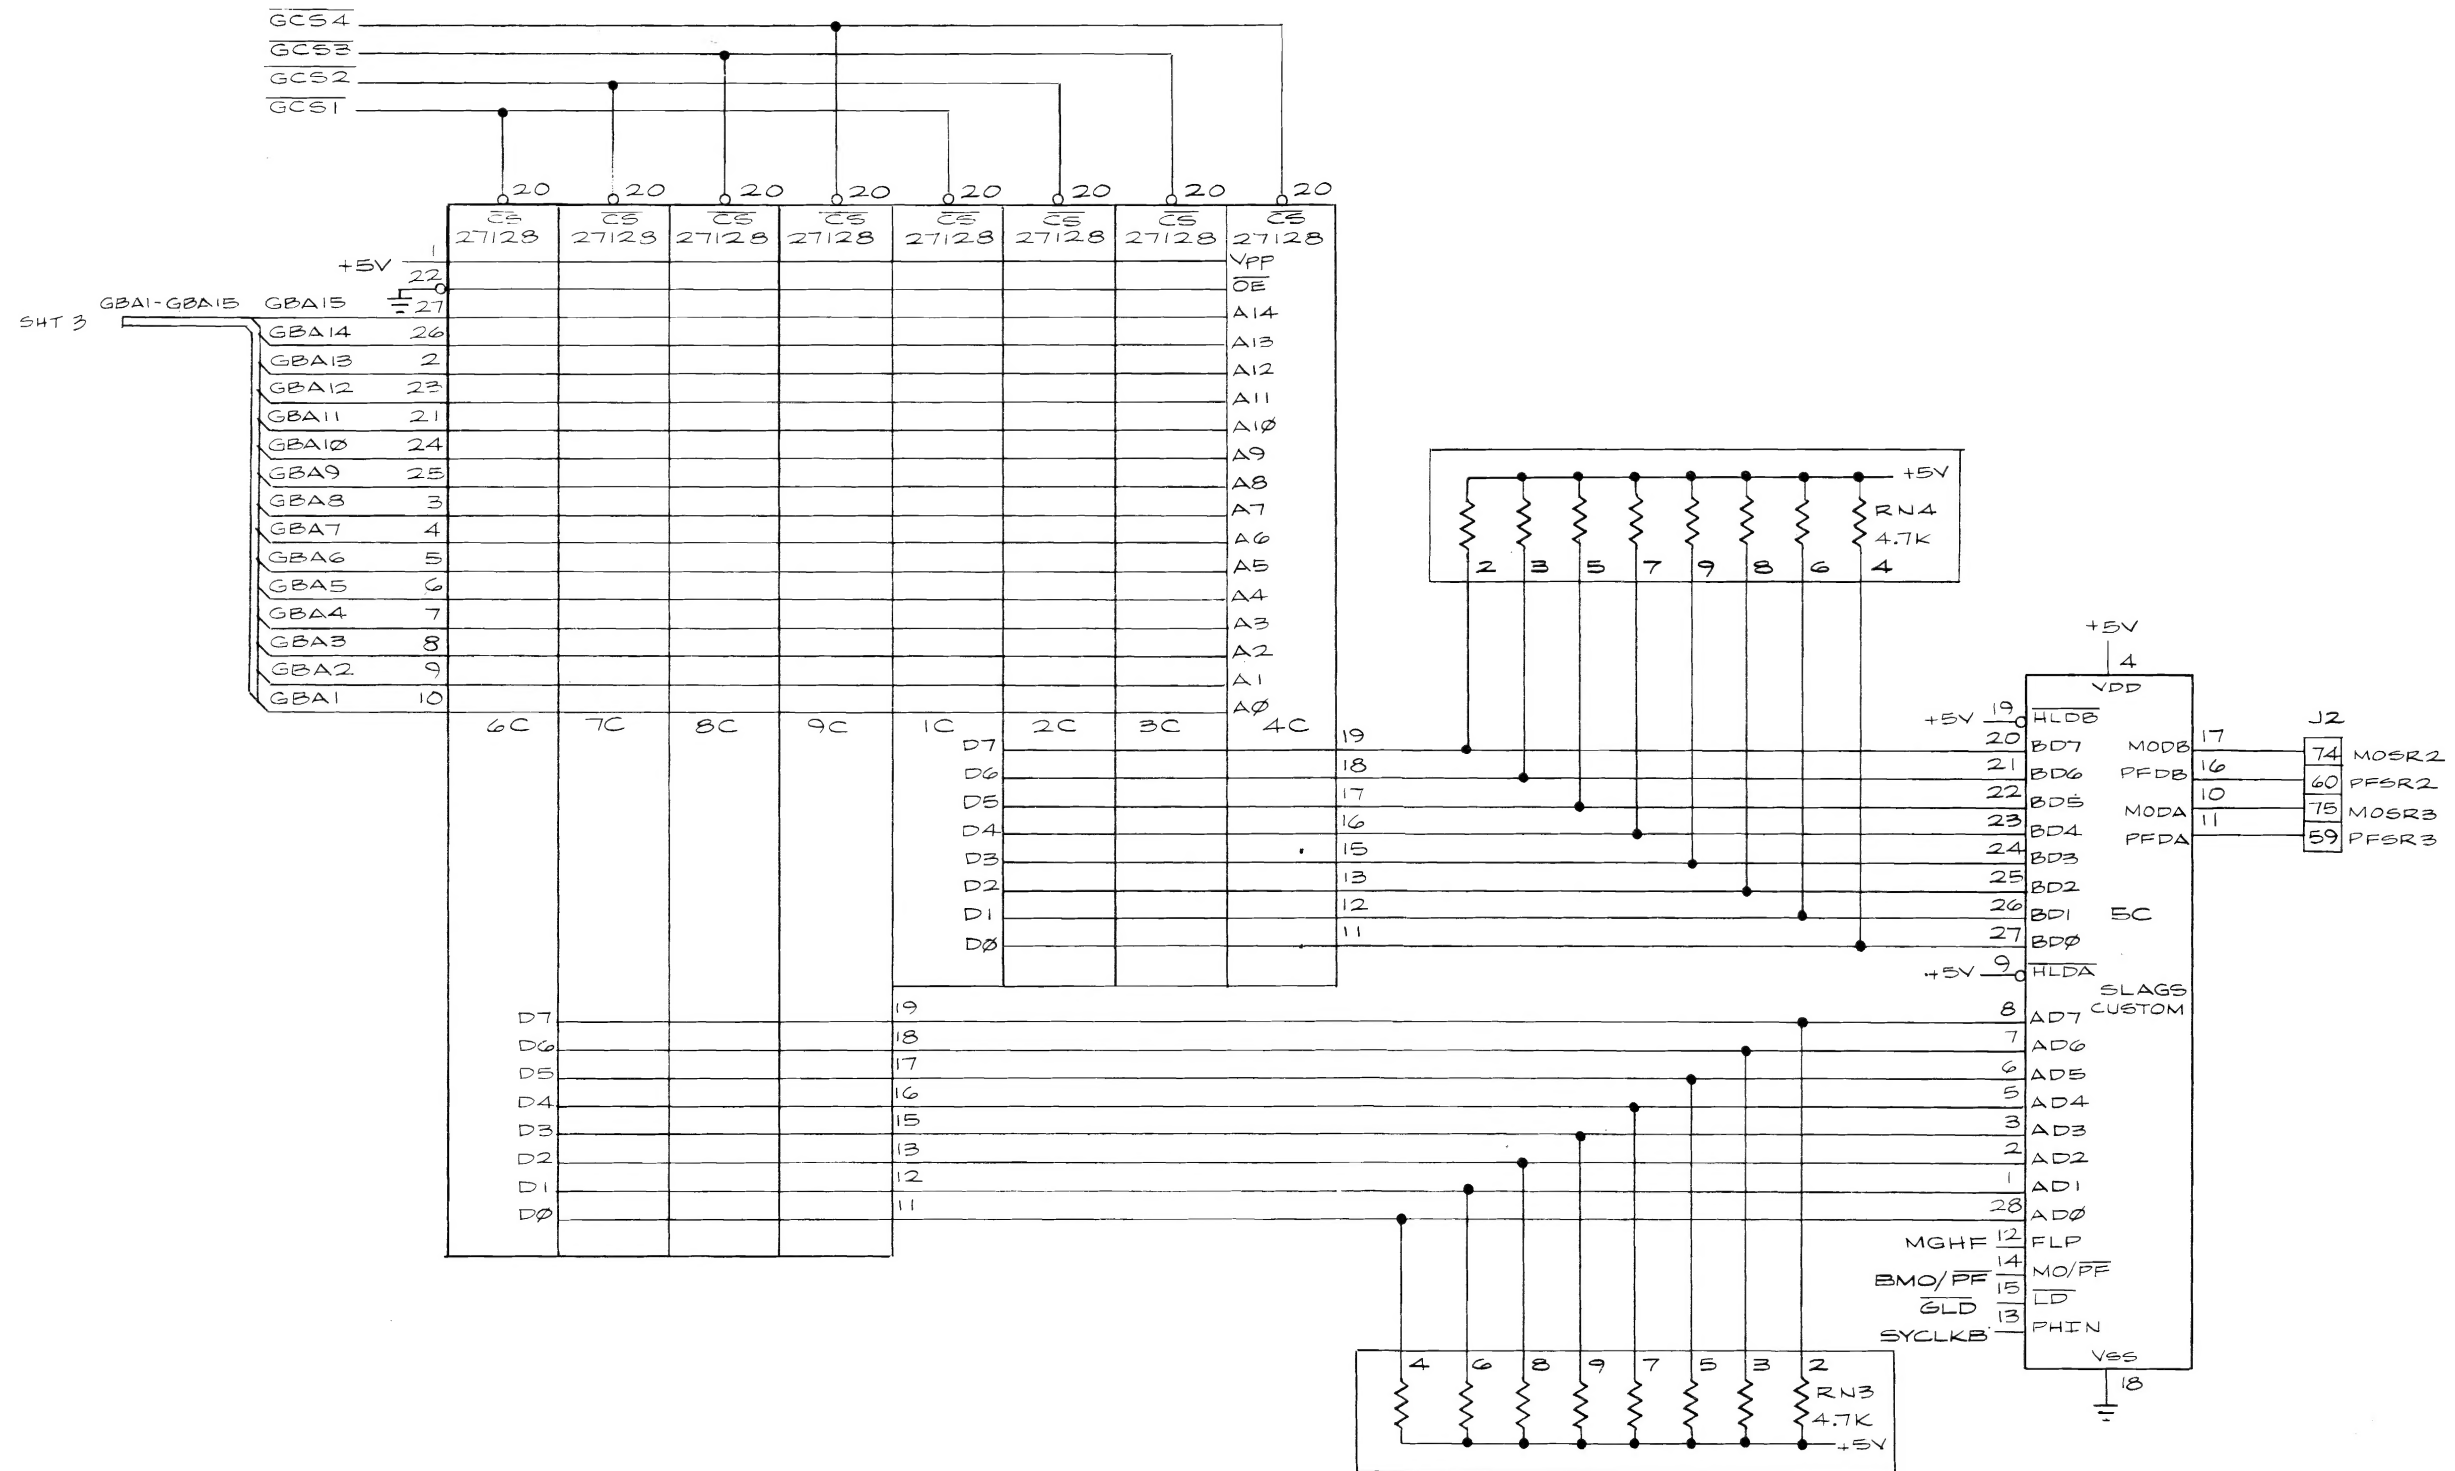 GCS4
GCS3
GCS2
GCS1
20 20 20 20 20 20 20 20
CS CS CS CS CS CS CS CS
27128 27128 27128 27128 27128 27128 27128 27128
+5V 1 VPP
22 OE
SHT 3 GBA1-GBA15 GBA15 27 A14
GBA14 26 A13
GBA13 2 A12
GBA12 23 A11
GBA11 21 A1Ø
GBA1Ø 24 A9
GBA9 25 A8
GBA8 3 A7
GBA7 4 A6
GBA6 5 A5
GBA5 6 A4
GBA4 7 A3
GBA3 8 A2
GBA2 9 A1
GBA1 10 AØ
6C 7C 8C 9C 1C 2C 3C 4C
D7 19
D6 18
D5 17
D4 16
D3 15
D2 13
D1 12
DØ 11
D7 19
D6 18
D5 17
D4 16
D3 15
D2 13
D1 12
DØ 11
+5V
RN4
4.7K
2 3 5 7 9 8 6 4
+5V
4
VDD
+5V 19 HLDB
20 BD7
21 BD6
22 BD5
23 BD4
24 BD3
25 BD2
26 BD1
27 BDØ
+5V 9 HLDA
5C
SLAGS
CUSTOM
8 AD7
7 AD6
6 AD5
5 AD4
3 AD3
2 AD2
1 AD1
28 ADØ
MGHF 12 FLP
BMO/PF 14 MO/PF
GLD 15 LD
SYCLKB 13 PHIN
VSS
18
J2
MODB 17 74 MOSR2
PFDB 16 60 PFSR2
MODA 10 75 MOSR3
PFDA 11 59 PFSR3
4 6 8 9 7 5 3 2
RN3
4.7K
+5V